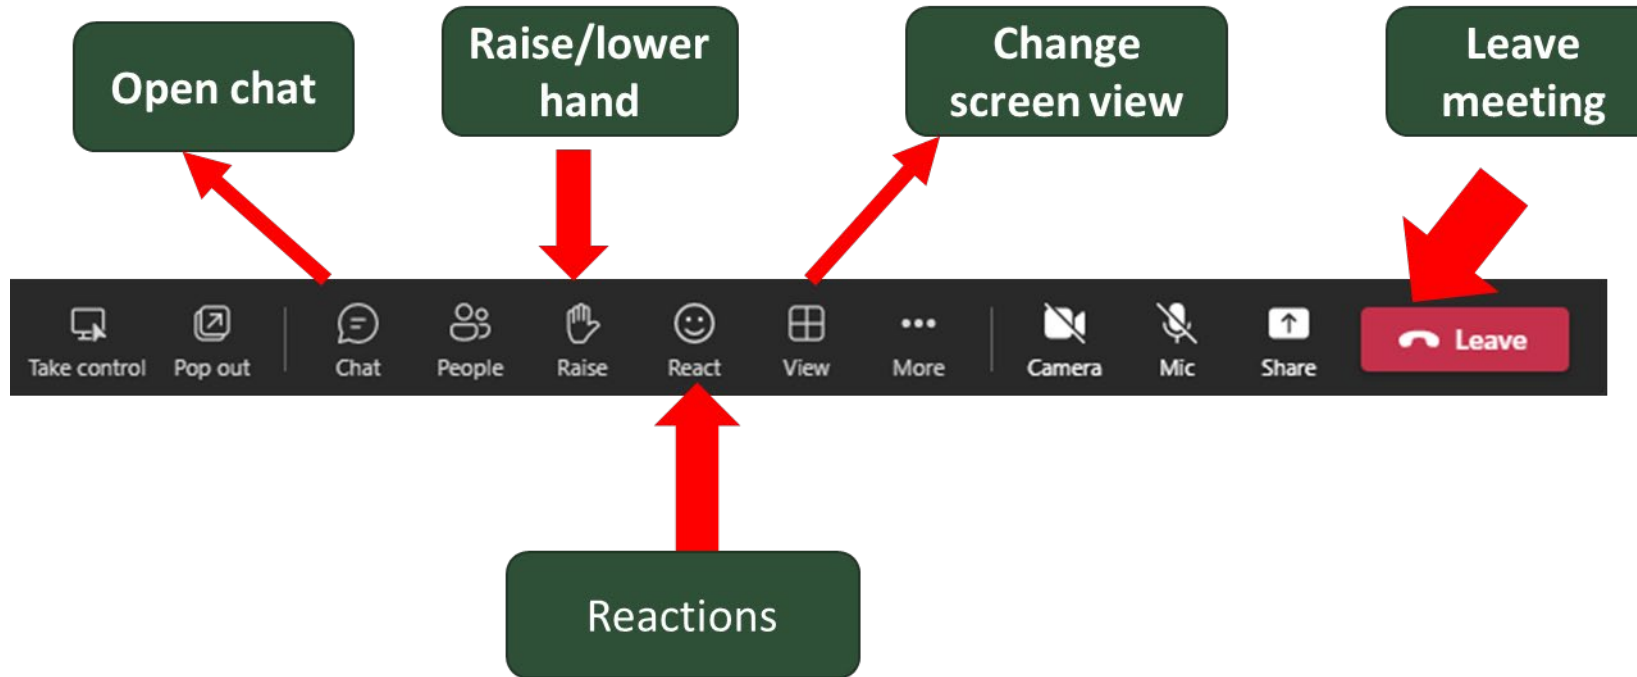 Open chat
Raise/lower
hand
Change
screen view
Leave
meeting
Take control
Pop out
Chat
People
Raise
React
View
More
Camera
Mic
Share
Leave
Reactions